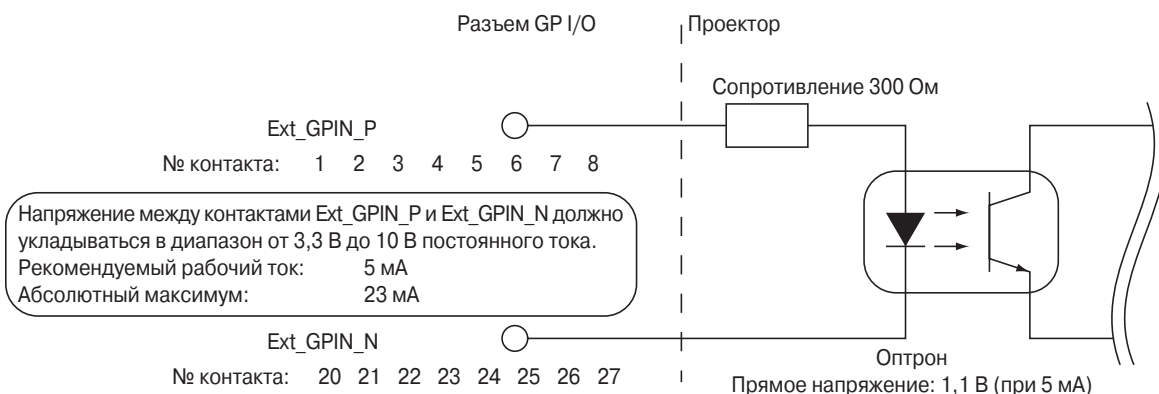 Разъем GP I/O
Проектор
Сопротивление 300 Ом
Ext_GPIN_P
№ контакта: 1 2 3 4 5 6 7 8
Напряжение между контактами Ext_GPIN_P и Ext_GPIN_N должно
укладываться в диапазон от 3,3 В до 10 В постоянного тока.
Рекомендуемый рабочий ток: 5 мА
Абсолютный максимум: 23 мА
Ext_GPIN_N
№ контакта: 20 21 22 23 24 25 26 27
Оптрон
Прямое напряжение: 1,1 В (при 5 мА)